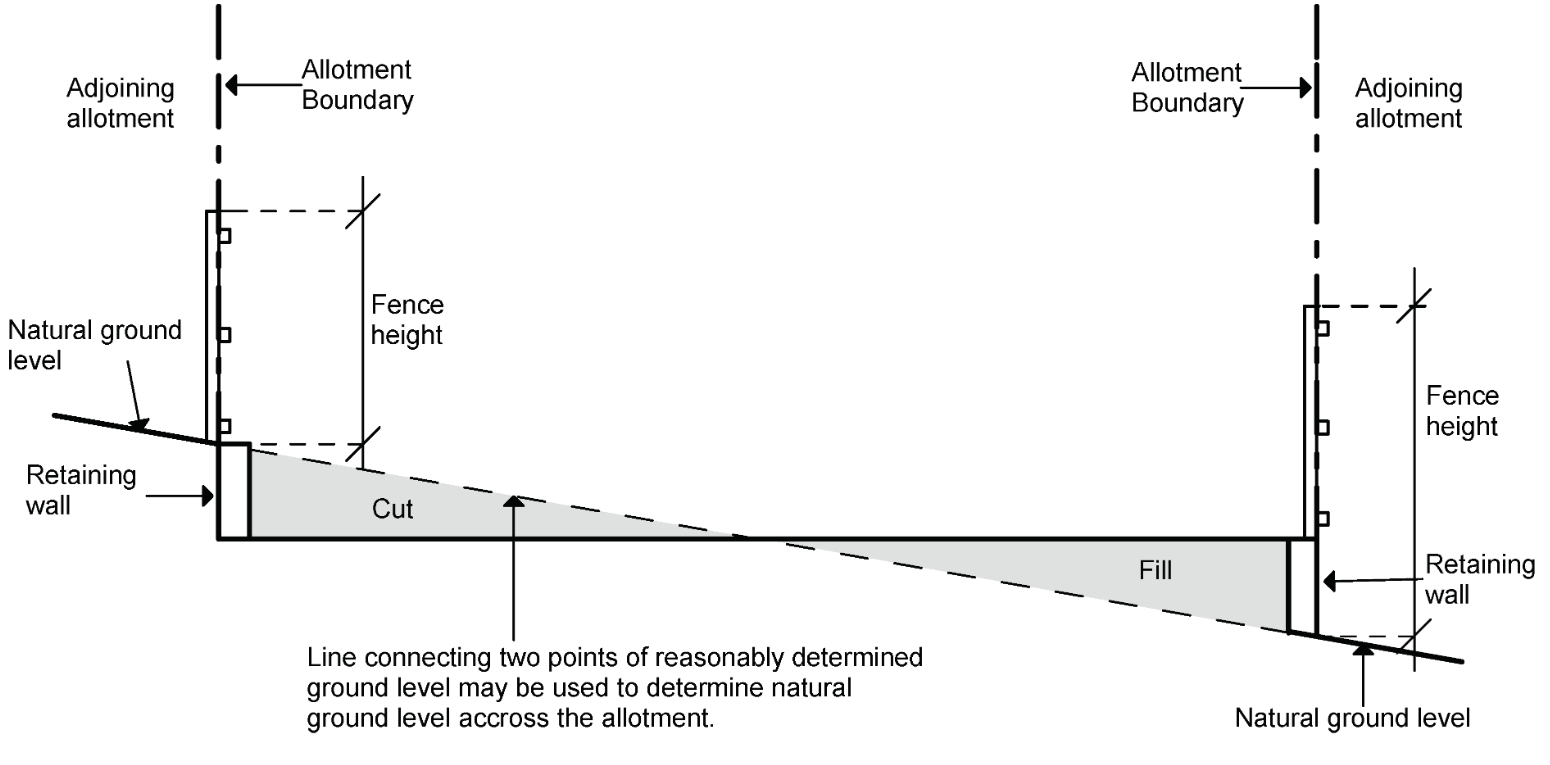 Adjoining
allotment
Allotment
Boundary
Allotment
Boundary
Adjoining
allotment
Natural ground
level
Fence
height
Fence
height
Retaining
wall
Cut
Fill
Retaining
wall
Line connecting two points of reasonably determined
ground level may be used to determine natural
ground level accross the allotment.
Natural ground level